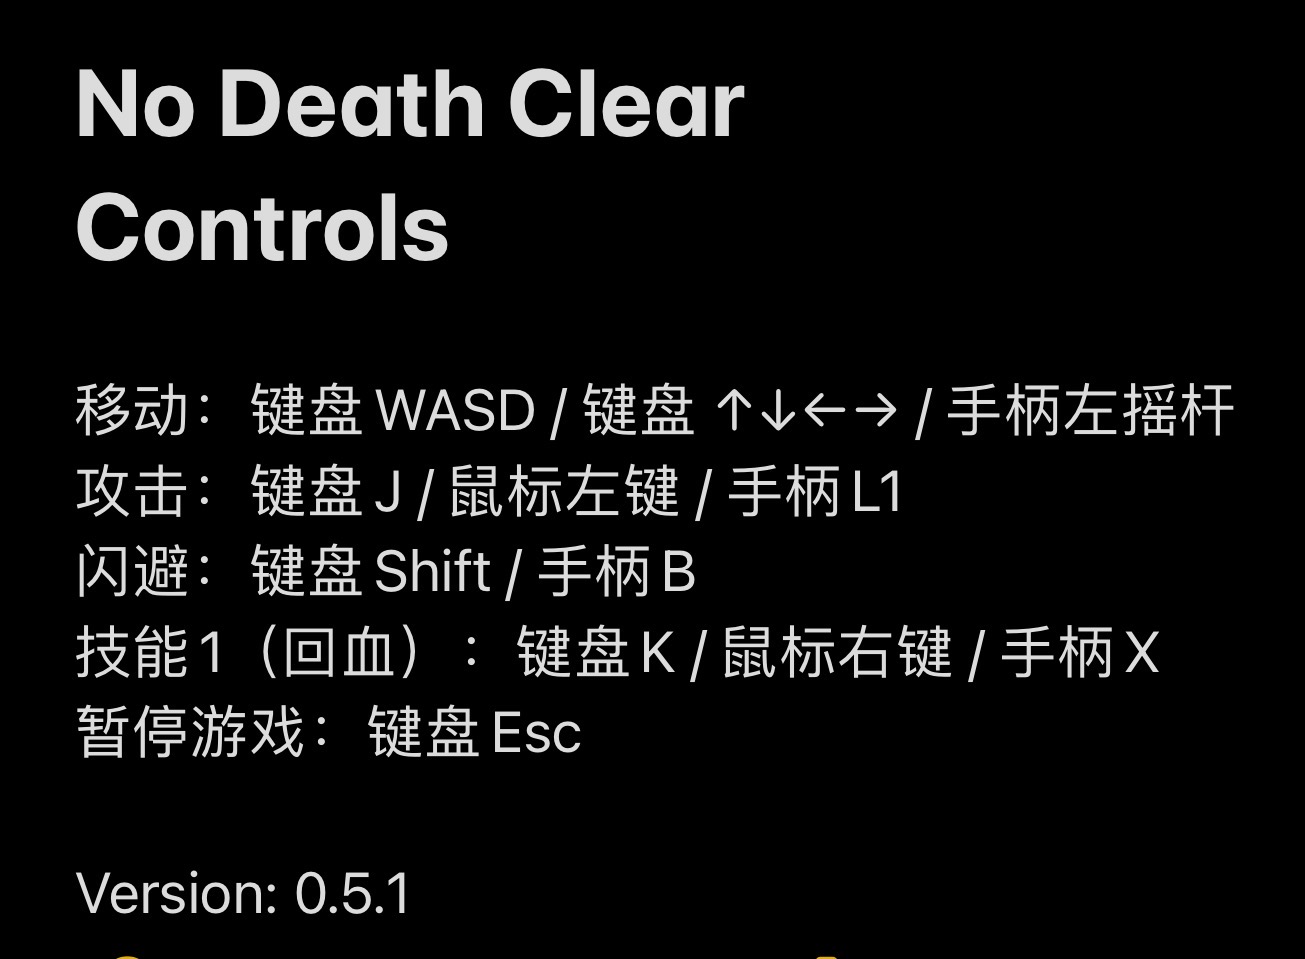 No Death Clear
Controls
移动：键盘 WASD / 键盘 ↑↓←→ / 手柄左摇杆
攻击：键盘 J / 鼠标左键 / 手柄 L1
闪避：键盘 Shift / 手柄 B
技能 1（回血）：键盘 K / 鼠标右键 / 手柄 X
暂停游戏：键盘 Esc
Version: 0.5.1